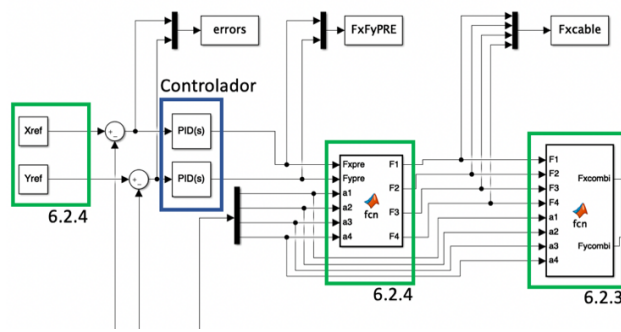 errors
FxFyPRE
Fxcable
Controlador
Xref
PID(s)
Yref
PID(s)
6.2.4
Fxpre
Fypre
a1
a2
a3
a4
fcn
F1
F2
F3
F4
6.2.4
F1
F2
F3
F4
a1
a2
a3
a4
fcn
Fxcombi
Fycombi
6.2.3